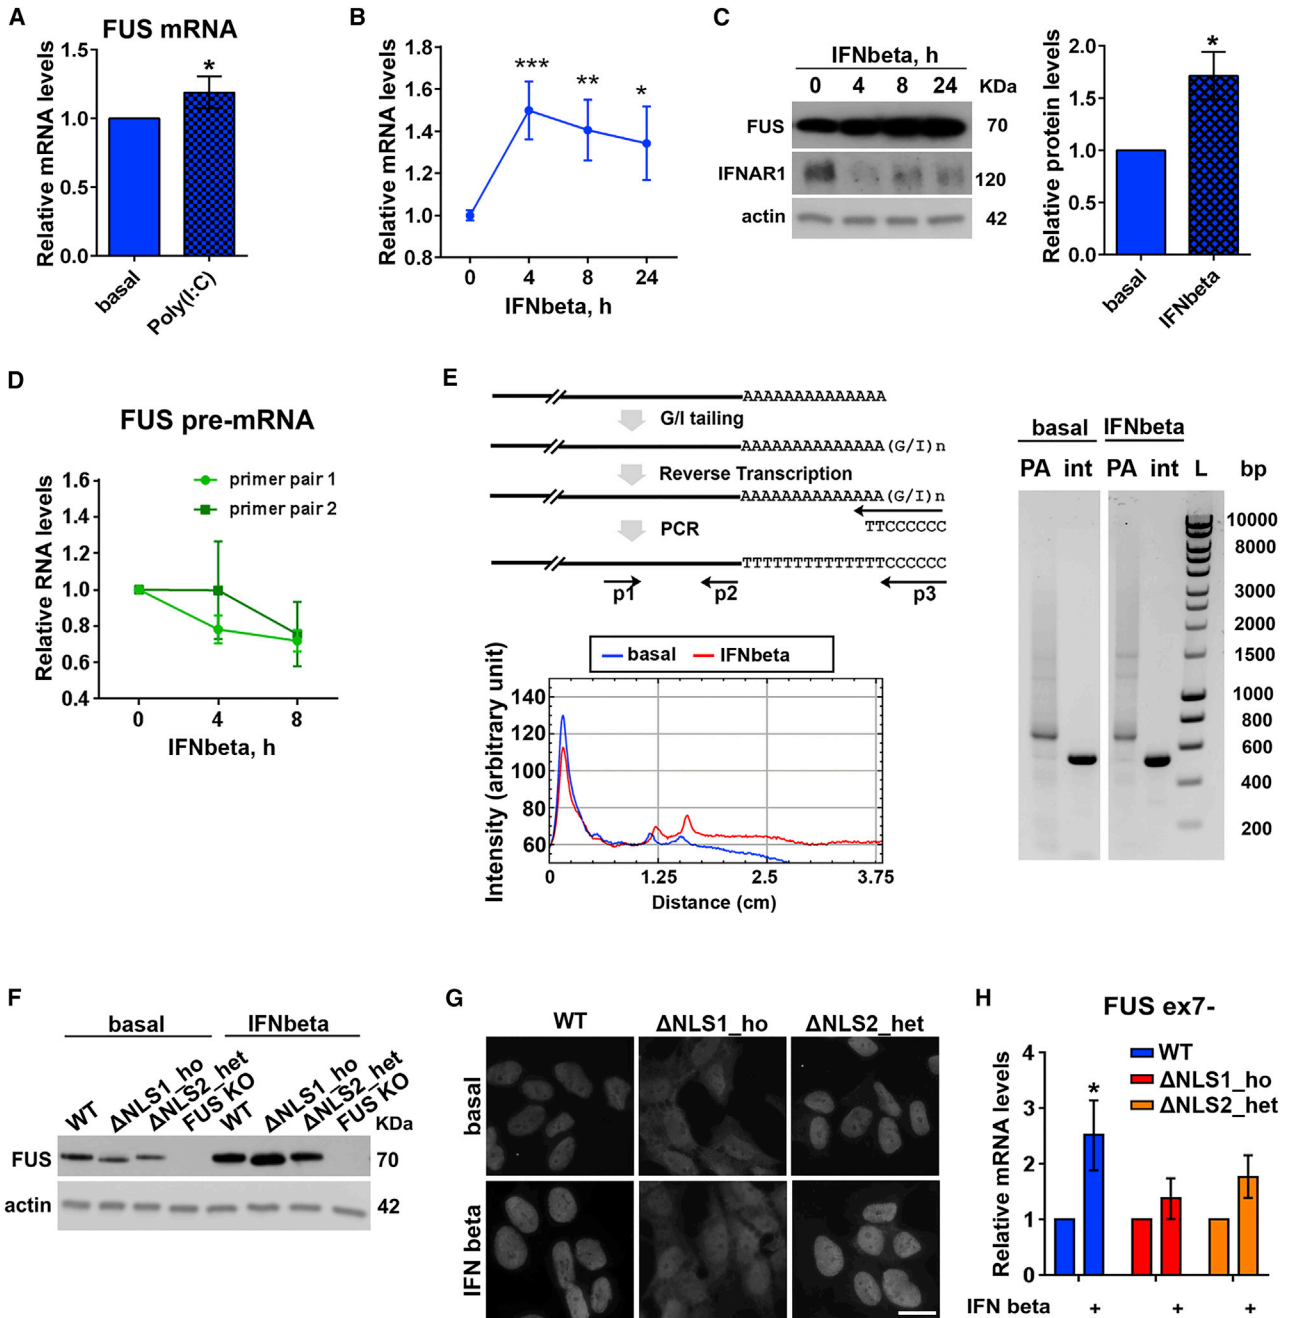 A
FUS mRNA
Relative mRNA levels
1.5
1.0
0.5
0.0
*
basal
Poly(I:C)
B
Relative mRNA levels
1.8
1.6
1.4
1.2
1.0
0.8
***
**
*
0 4 8 24
IFNbeta, h
C
IFNbeta, h
0 4 8 24 KDa
FUS 70
IFNAR1 120
actin 42
Relative protein levels
2.0
1.5
1.0
0.5
0.0
*
basal
IFNbeta
D
FUS pre-mRNA
primer pair 1
primer pair 2
Relative RNA levels
1.6
1.4
1.2
1.0
0.8
0.6
0.4
0 4 8
IFNbeta, h
E
AAAAAAAAAAAAAA
G/I tailing
AAAAAAAAAAAAAA(G/I)n
Reverse Transcription
AAAAAAAAAAAAAA(G/I)n
TTCCCCCC
PCR
TTTTTTTTTTTTTTCCCCCC
p1 p2 p3
basal IFNbeta
Intensity (arbitrary unit)
140
120
100
80
60
0 1.25 2.5 3.75
Distance (cm)
basal IFNbeta
PA int PA int L bp
10000
8000
3000
2000
1500
1000
800
600
400
200
F
basal IFNbeta
WT ΔNLS1_ho ΔNLS2_het FUS KO WT ΔNLS1_ho ΔNLS2_het FUS KO
KDa
FUS 70
actin 42
G
WT ΔNLS1_ho ΔNLS2_het
basal
IFN beta
H
FUS ex7-
WT
ΔNLS1_ho
ΔNLS2_het
Relative mRNA levels
4
3
2
1
0
*
IFN beta + + +